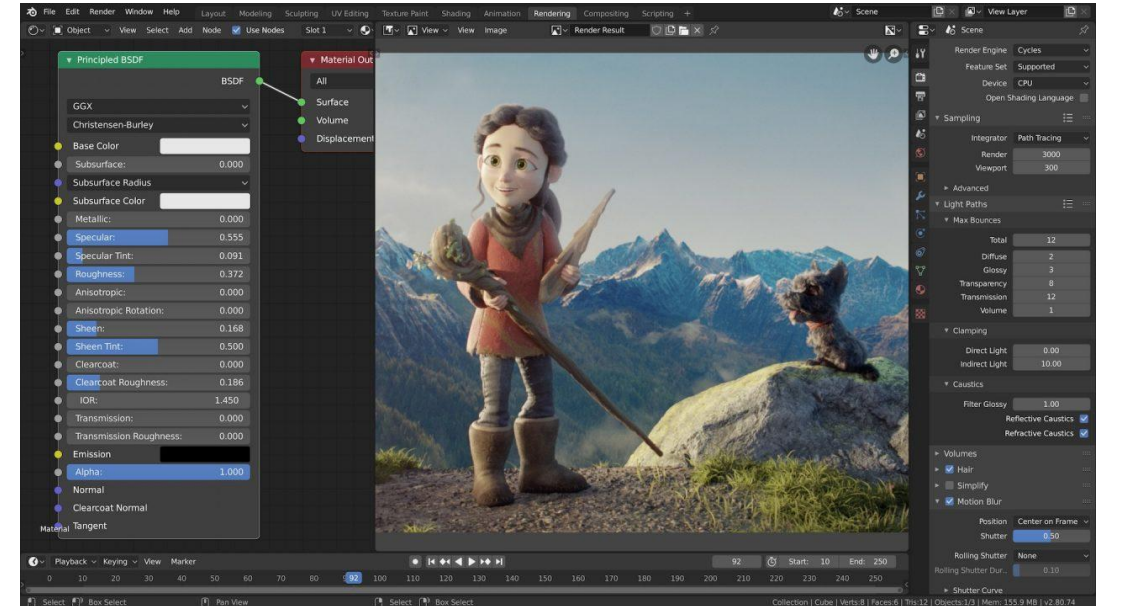 File Edit Render Window Help Layout Modeling Sculpting UV Editing Texture Paint Shading Animation Rendering Compositing Scripting + Scene View Layer
Object View Select Add Node Use Nodes Slot 1 View View Image Render Result Scene
Principled BSDF
BSDF
GGX
Christensen-Burley
Base Color
Subsurface: 0.000
Subsurface Radius
Subsurface Color
Metallic: 0.000
Specular: 0.555
Specular Tint: 0.091
Roughness: 0.372
Anisotropic: 0.000
Anisotropic Rotation: 0.000
Sheen: 0.168
Sheen Tint: 0.500
Clearcoat: 0.000
Clearcoat Roughness: 0.186
IOR: 1.450
Transmission: 0.000
Transmission Roughness: 0.000
Emission
Alpha: 1.000
Normal
Clearcoat Normal
Tangent
Material
Material Out
All
Surface
Volume
Displacement
Render Engine Cycles
Feature Set Supported
Device CPU
Open Shading Language
Sampling
Integrator Path Tracing
Render 3000
Viewport 300
Advanced
Light Paths
Max Bounces
Total 12
Diffuse 2
Glossy 3
Transparency 8
Transmission 12
Volume 1
Clamping
Direct Light 0.00
Indirect Light 10.00
Caustics
Filter Glossy 1.00
Reflective Caustics
Refractive Caustics
Volumes
Hair
Simplify
Motion Blur
Position Center on Frame
Shutter 0.50
Rolling Shutter None
Rolling Shutter Dur.. 0.10
Shutter Curve
Playback Keying View Marker 92 Start: 10 End: 250
0 10 20 30 40 50 60 70 80 92 100 110 120 130 140 150 160 170 180 190 200 210 220 230 240 250
Select Box Select Pan View Select Box Select Collection | Cube | Verts:8 | Faces:6 | Tris:12 | Objects:1/3 | Mem: 155.9 MB | v2.80.74